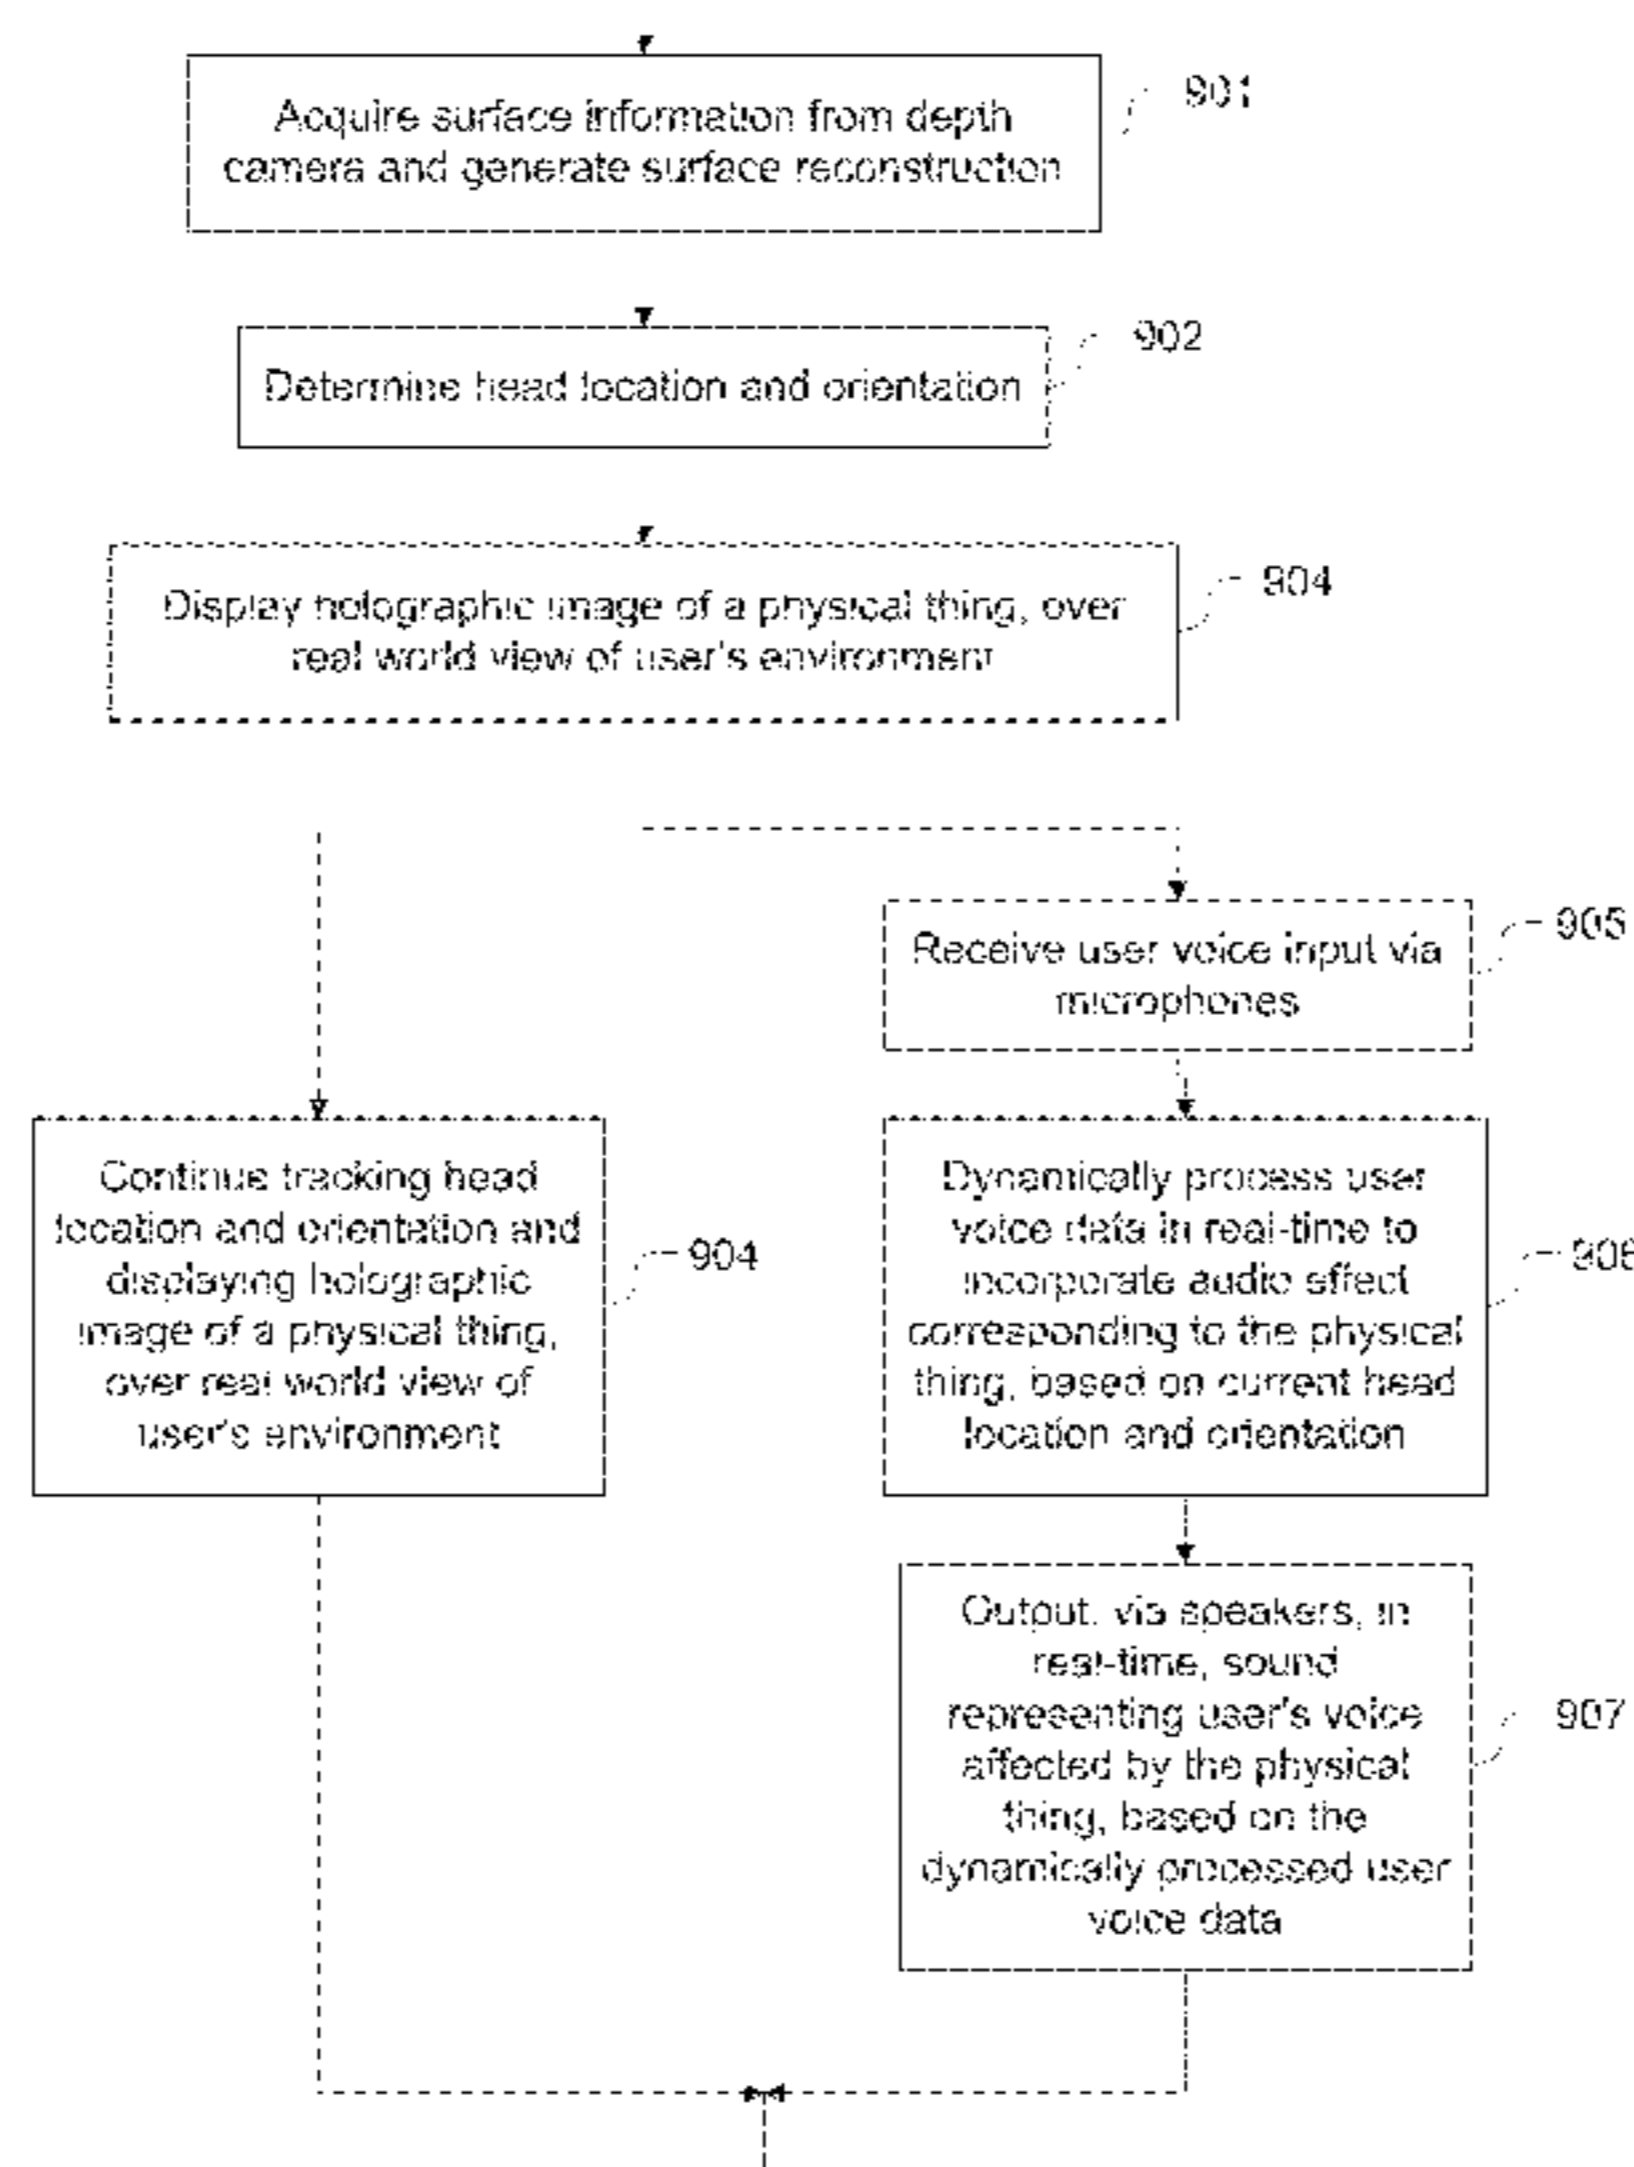 901
Acquire surface information from depth
camera and generate surface reconstruction
902
Determine head location and orientation
904
Display holographic image of a physical thing, over
real world view of user's environment
905
Receive user voice input via
microphones
Continue tracking head
location and orientation and
displaying holographic
image of a physical thing,
over real world view of
user's environment
904
Dynamically process user
voice data in real-time to
incorporate audio effect
corresponding to the physical
thing, based on current head
location and orientation
906
Output, via speakers, in
real-time, sound
representing user's voice
affected by the physical
thing, based on the
dynamically processed user
voice data
907